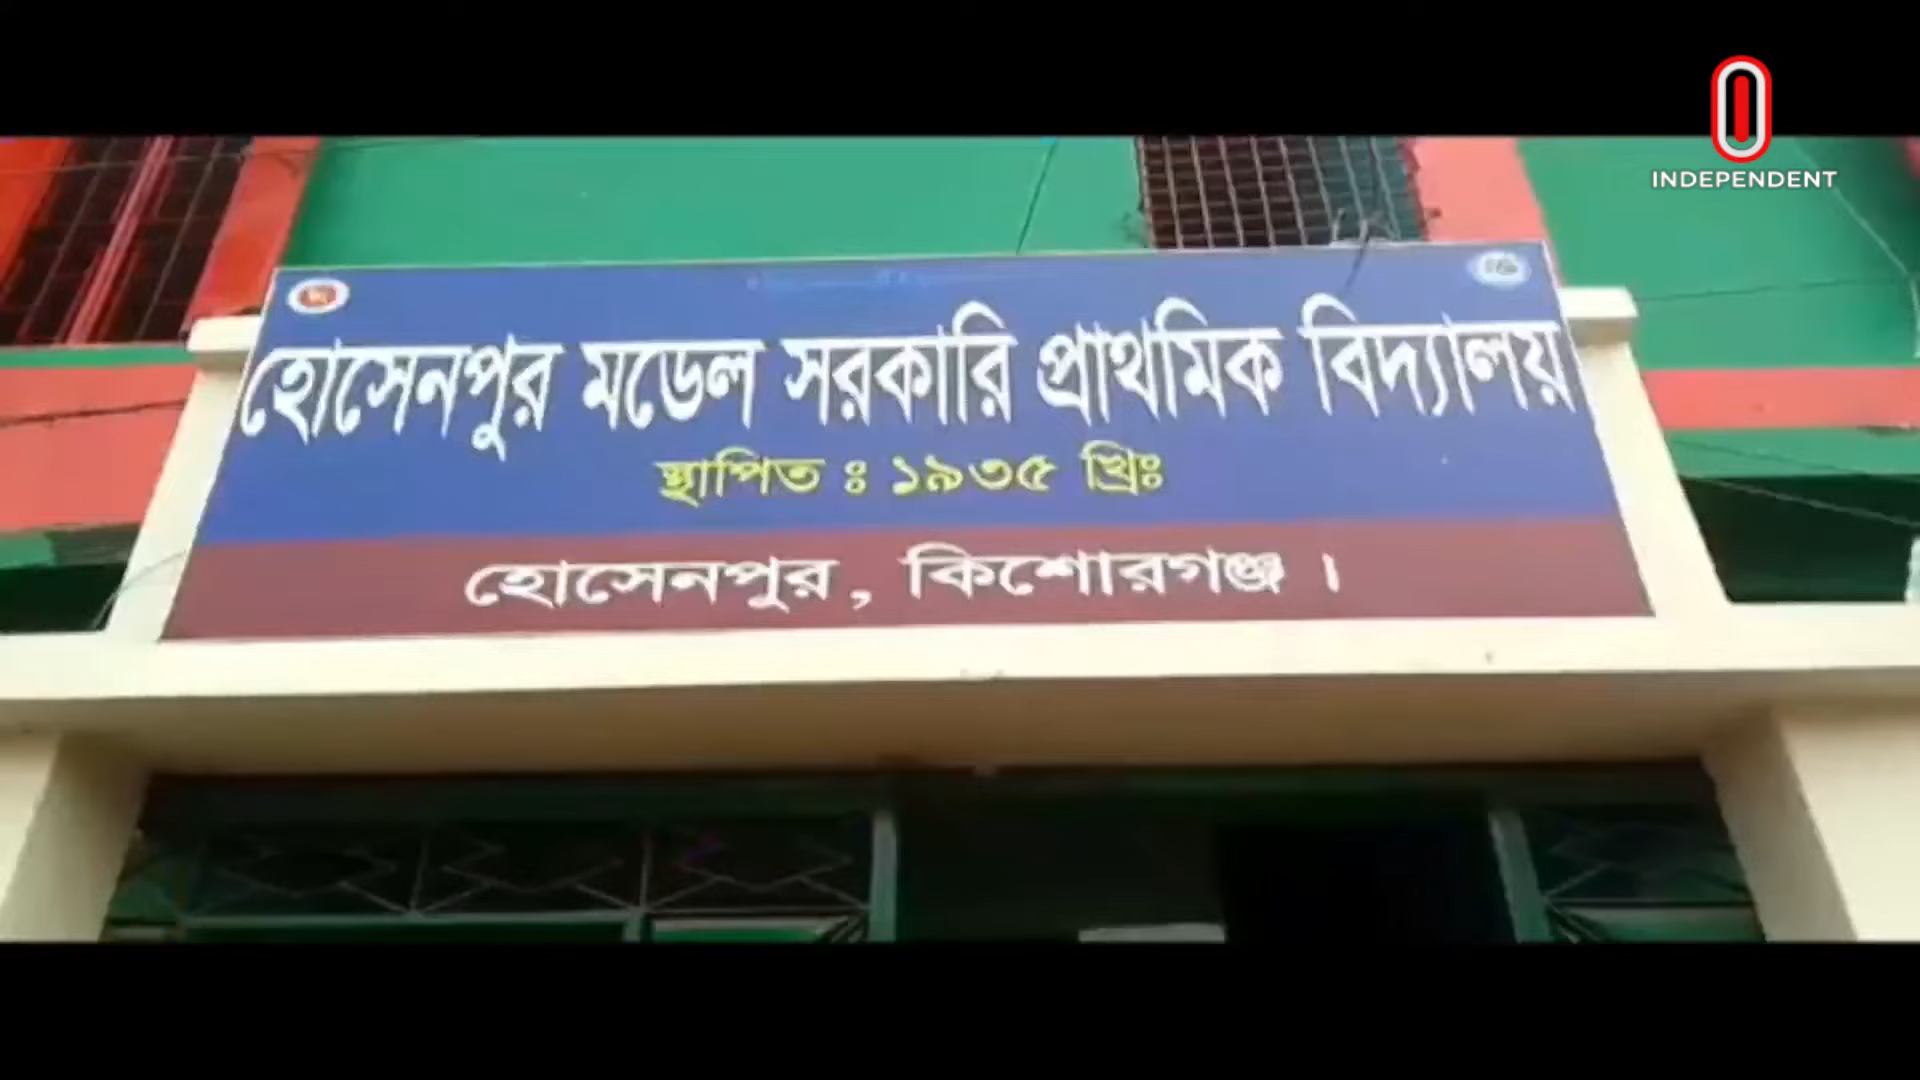 INDEPENDENT
হোসেনপুর মডেল সরকারি প্রাথমিক বিদ্যালয়
স্থাপিত ঃ ১৯৩৫ খ্রিঃ
হোসেনপুর, কিশোরগঞ্জ ।